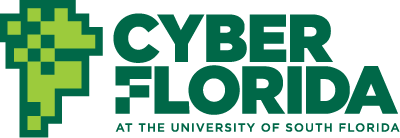 CYBER
FLORIDA
AT THE UNIVERSITY OF SOUTH FLORIDA